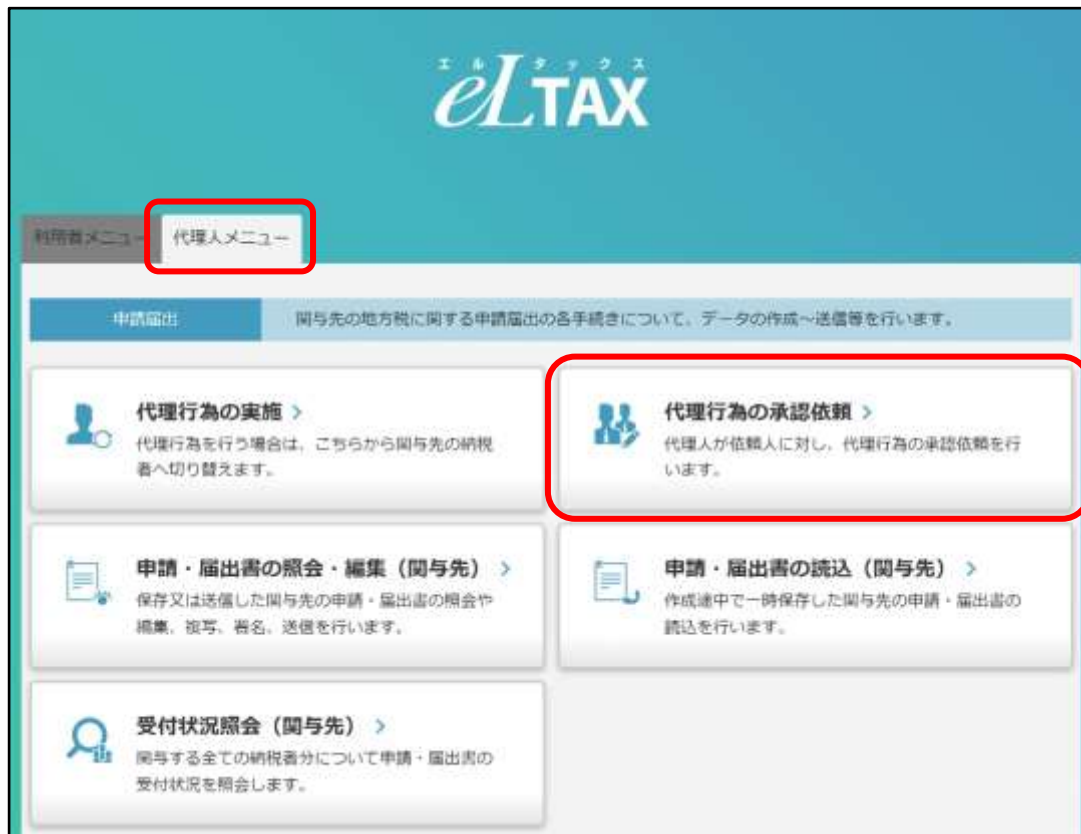 エルタックス
eLTAX
利用者メニュー
代理人メニュー
申請届出
関与先の地方税に関する申請届出の各手続きについて、データの作成～送信等を行います。
代理行為の実施 >
代理行為を行う場合は、こちらから関与先の納税
者へ切り替えます。
代理行為の承認依頼 >
代理人が依頼人に対し、代理行為の承認依頼を行
います。
申請・届出書の照会・編集（関与先） >
保存又は送信した関与先の申請・届出書の照会や
編集、複写、署名、送信を行います。
申請・届出書の読込（関与先） >
作成途中で一時保存した関与先の申請・届出書の
読込を行います。
受付状況照会（関与先） >
関与する全ての納税者分について申請・届出書の
受付状況を照会します。